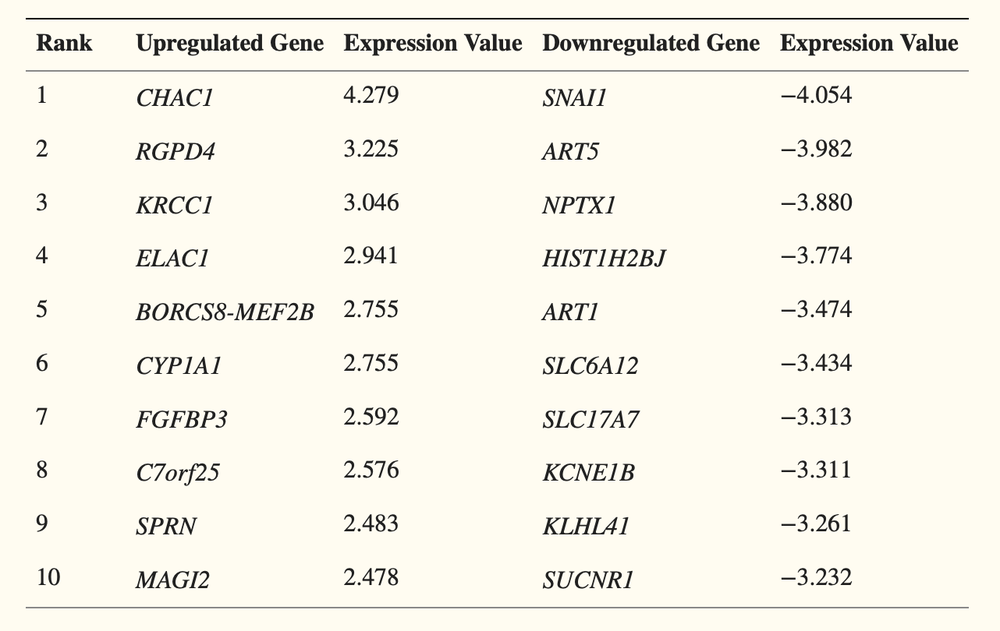 Rank Upregulated Gene Expression Value Downregulated Gene Expression Value
1 CHAC1 4.279 SNAI1 −4.054
2 RGPD4 3.225 ART5 −3.982
3 KRCC1 3.046 NPTX1 −3.880
4 ELAC1 2.941 HIST1H2BJ −3.774
5 BORCS8-MEF2B 2.755 ART1 −3.474
6 CYP1A1 2.755 SLC6A12 −3.434
7 FGFBP3 2.592 SLC17A7 −3.313
8 C7orf25 2.576 KCNE1B −3.311
9 SPRN 2.483 KLHL41 −3.261
10 MAGI2 2.478 SUCNR1 −3.232